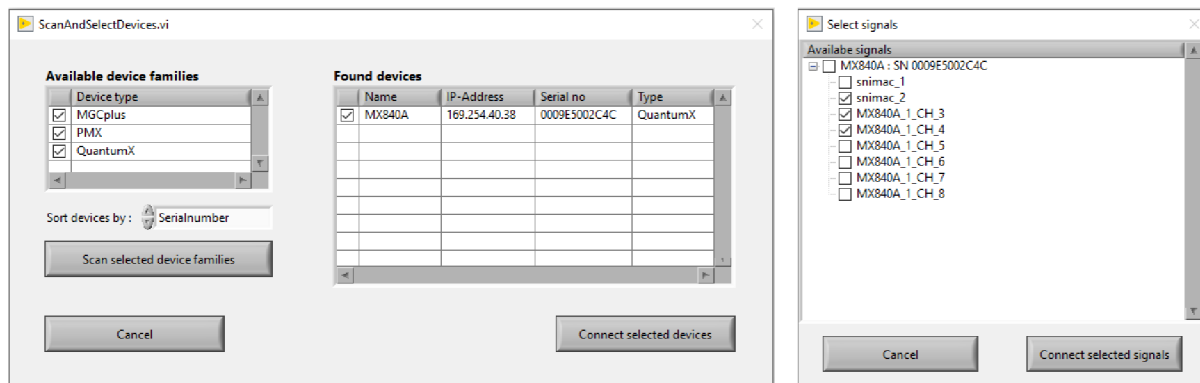 ScanAndSelectDevices.vi
Available device families
Device type
MGCplus
PMX
QuantumX
Sort devices by : Serialnumber
Scan selected device families
Cancel
Found devices
Name IP-Address Serial no Type
MX840A 169.254.40.38 0009E5002C4C QuantumX
Connect selected devices
Select signals
Availabe signals
MX840A : SN 0009E5002C4C
snimac_1
snimac_2
MX840A_1_CH_3
MX840A_1_CH_4
MX840A_1_CH_5
MX840A_1_CH_6
MX840A_1_CH_7
MX840A_1_CH_8
Cancel
Connect selected signals